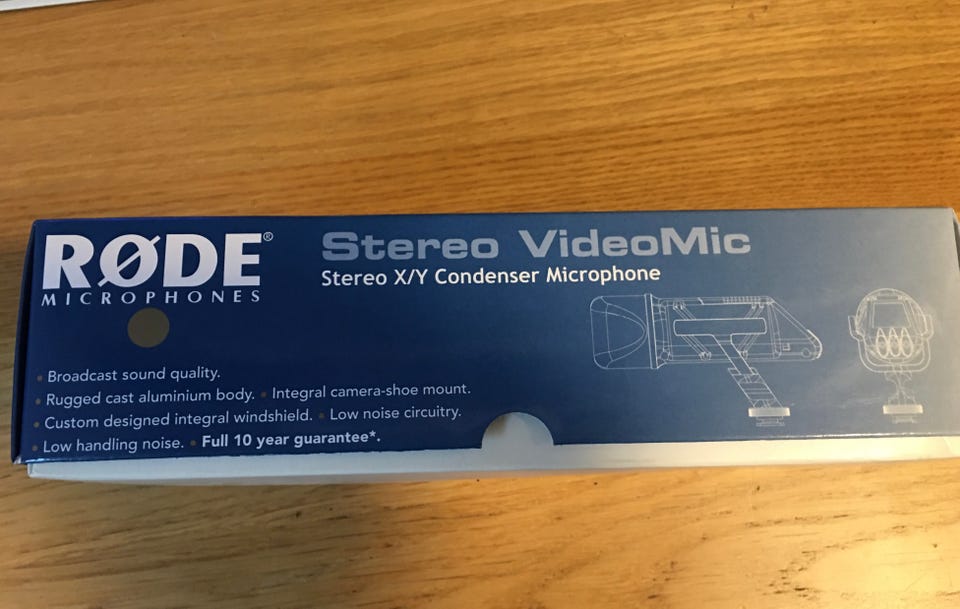 RØDE®
MICROPHONES
Stereo VideoMic
Stereo X/Y Condenser Microphone
• Broadcast sound quality.
• Rugged cast aluminium body. • Integral camera-shoe mount.
• Custom designed integral windshield. • Low noise circuitry.
• Low handling noise. • Full 10 year guarantee*.